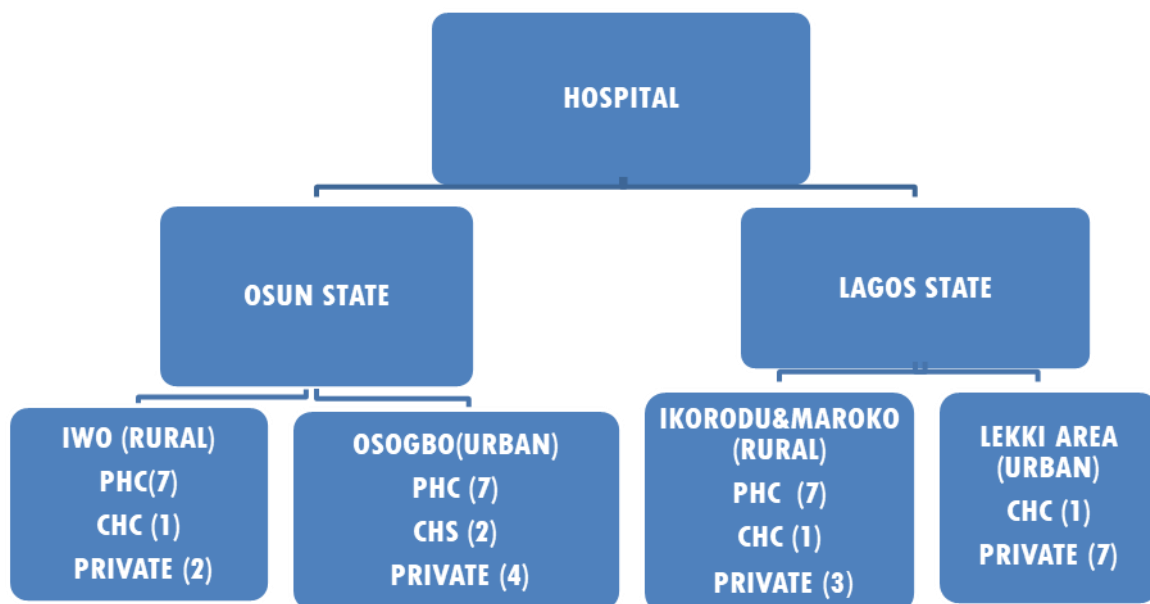 HOSPITAL
OSUN STATE
LAGOS STATE
IWO (RURAL)
PHC(7)
CHC (1)
PRIVATE (2)
OSOGBO(URBAN)
PHC (7)
CHS (2)
PRIVATE (4)
IKORODU&MAROKO
(RURAL)
PHC (7)
CHC (1)
PRIVATE (3)
LEKKI AREA
(URBAN)
CHC (1)
PRIVATE (7)